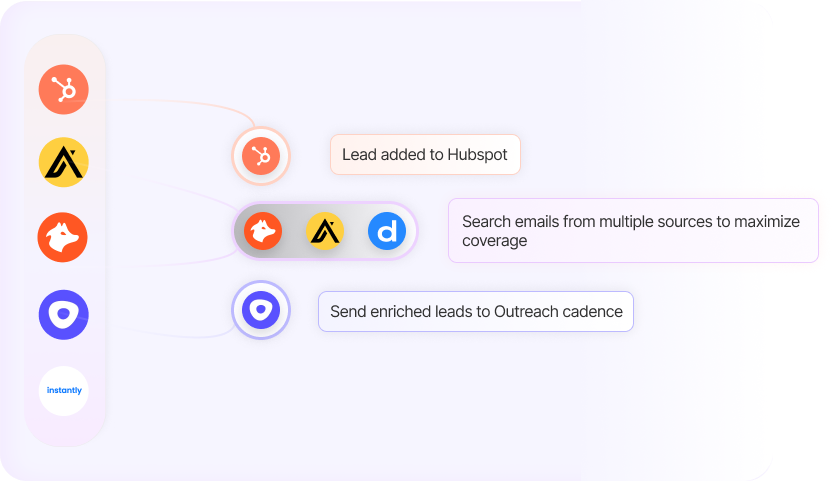 Lead added to Hubspot
Search emails from multiple sources to maximize
coverage
Send enriched leads to Outreach cadence
instantly